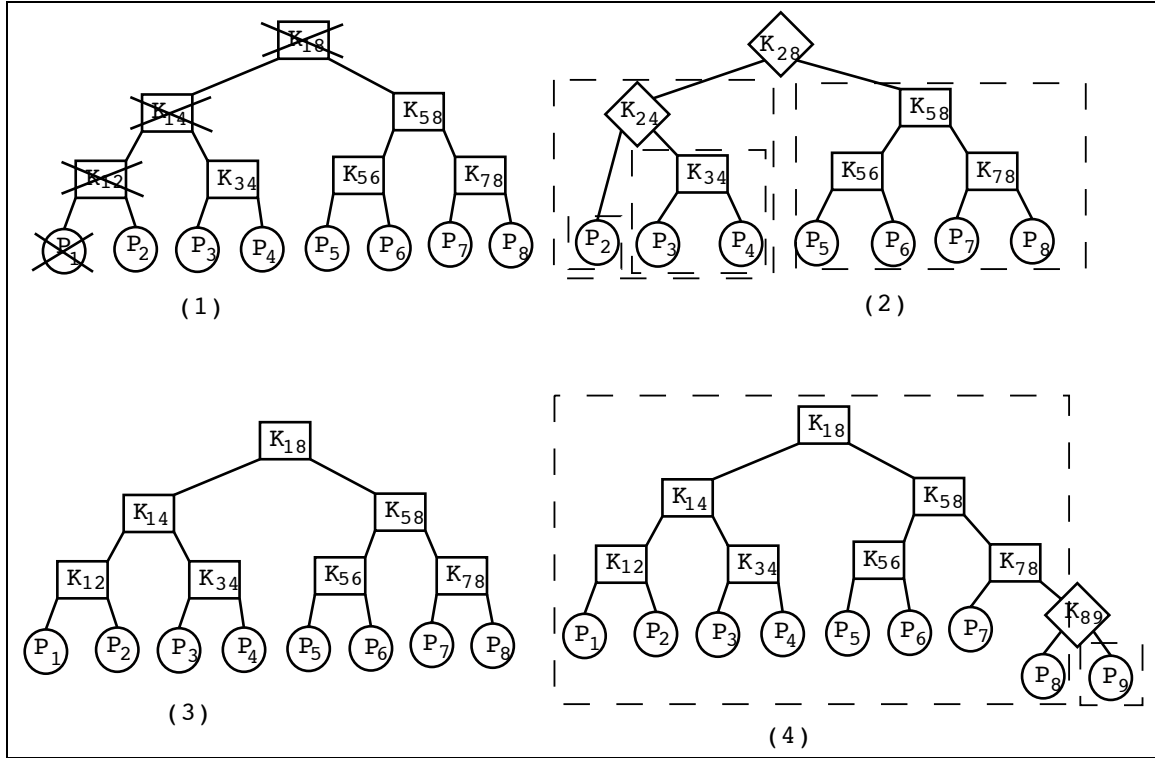 K18
K14 K58
K12 K34 K56 K78
P1 P2 P3 P4 P5 P6 P7 P8
(1)
K28
K24 K58
K34 K56 K78
P2 P3 P4 P5 P6 P7 P8
(2)
K18
K14 K58
K12 K34 K56 K78
P1 P2 P3 P4 P5 P6 P7 P8
(3)
K18
K14 K58
K12 K34 K56 K78
K89
P1 P2 P3 P4 P5 P6 P7
P8 P9
(4)